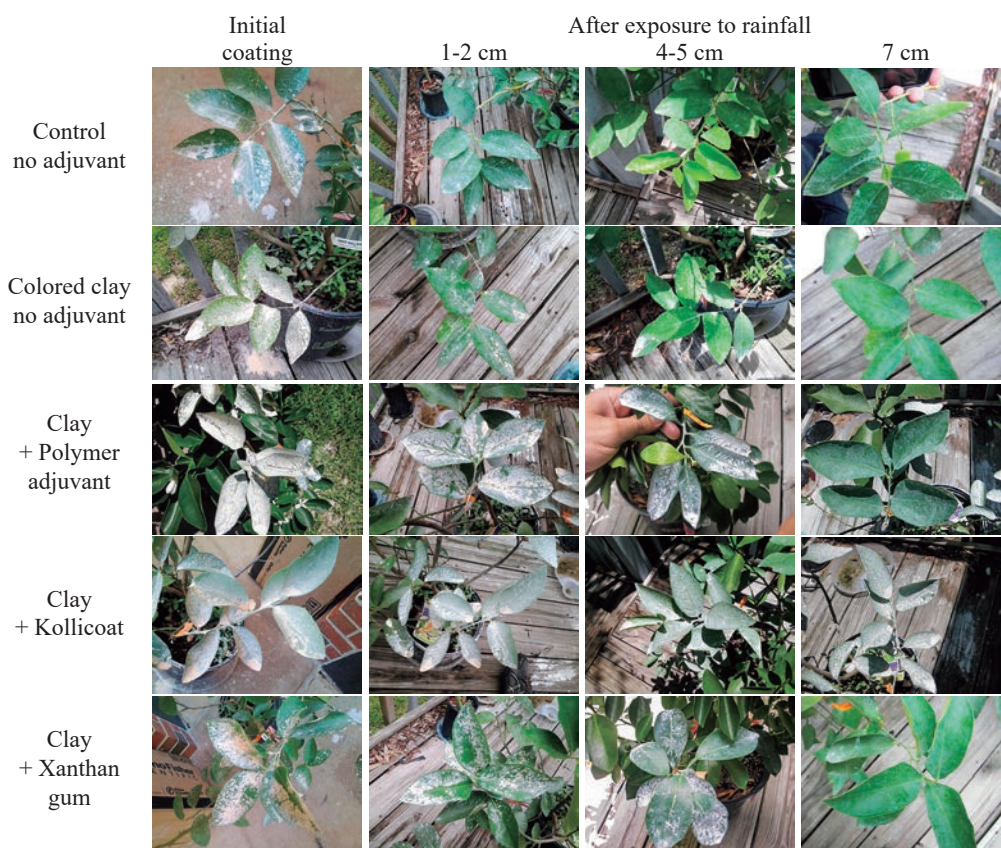 Initial
coating
After exposure to rainfall
1-2 cm
4-5 cm
7 cm
Control
no adjuvant
Colored clay
no adjuvant
Clay
+ Polymer
adjuvant
Clay
+ Kollicoat
Clay
+ Xanthan
gum